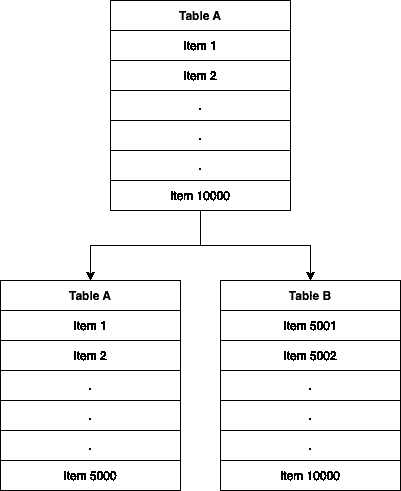 Table A
Item 1
Item 2
.
.
.
Item 10000
Table A
Item 1
Item 2
.
.
.
Item 5000
Table B
Item 5001
Item 5002
.
.
.
Item 10000